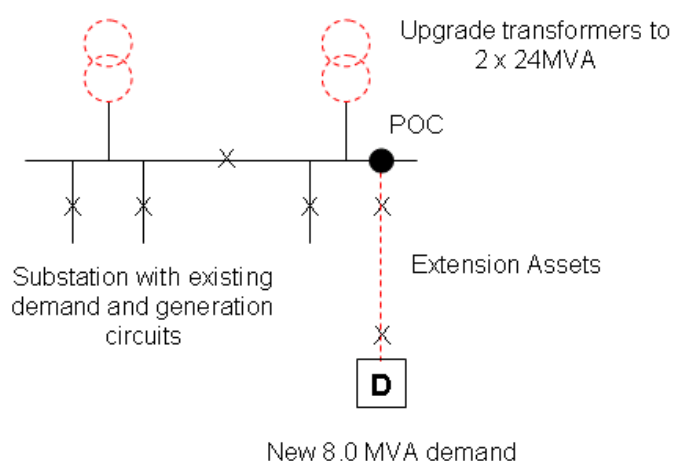 Upgrade transformers to
2 x 24MVA
POC
Extension Assets
Substation with existing
demand and generation
circuits
D
New 8.0 MVA demand